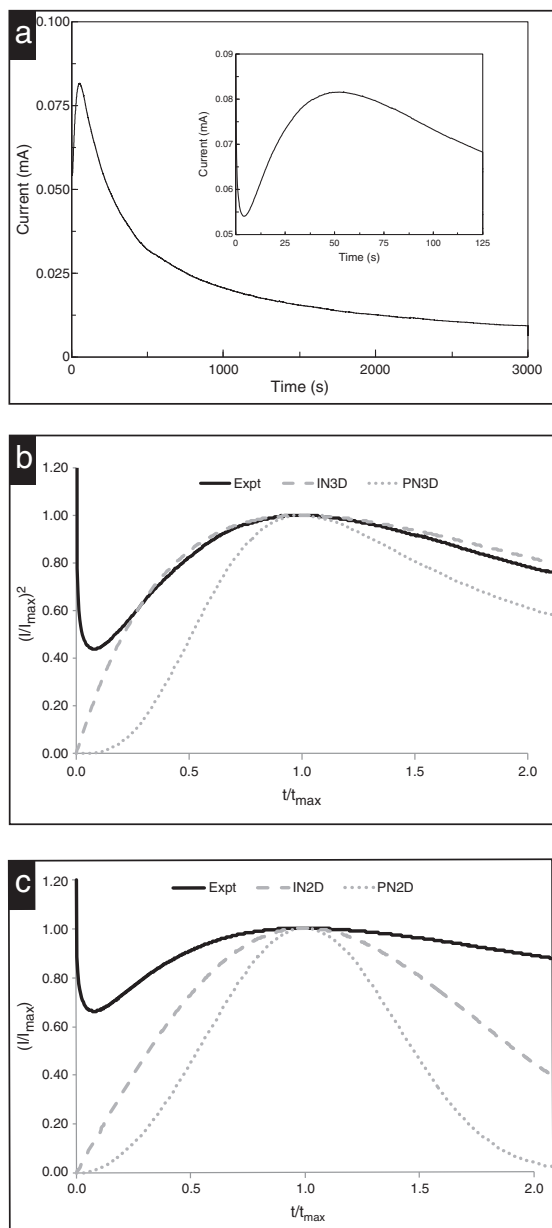 a
0.100
0.075
0.050
0.025
0
Current (mA)
0
1000
2000
3000
Time (s)
0.09
0.08
0.07
0.06
0.05
Current (mA)
0
25
50
75
100
125
Time (s)
b
1.20
1.00
0.80
0.60
0.40
0.20
0.00
(I/Imax)2
Expt
IN3D
PN3D
0.0
0.5
1.0
1.5
2.0
t/tmax
c
1.20
1.00
0.80
0.60
0.40
0.20
0.00
(I/Imax)
Expt
IN2D
PN2D
0.0
0.5
1.0
1.5
2.0
t/tmax